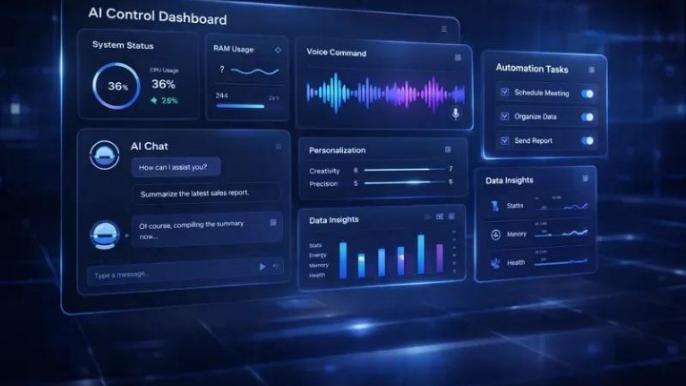 AI Control Dashboard
System Status
36%
CPU Usage
36%
2.6%
RAM Usage
?
244
Voice Command
Automation Tasks
Schedule Meeting
Organize Data
Send Report
AI Chat
How can I assist you?
Summarize the latest sales report.
Of course, compiling the summary
now...
Type a message...
Personalization
Creativity 6 7
Precision 5 6
Data Insights
Stats
Energy
Memory
Health
Data Insights
Health